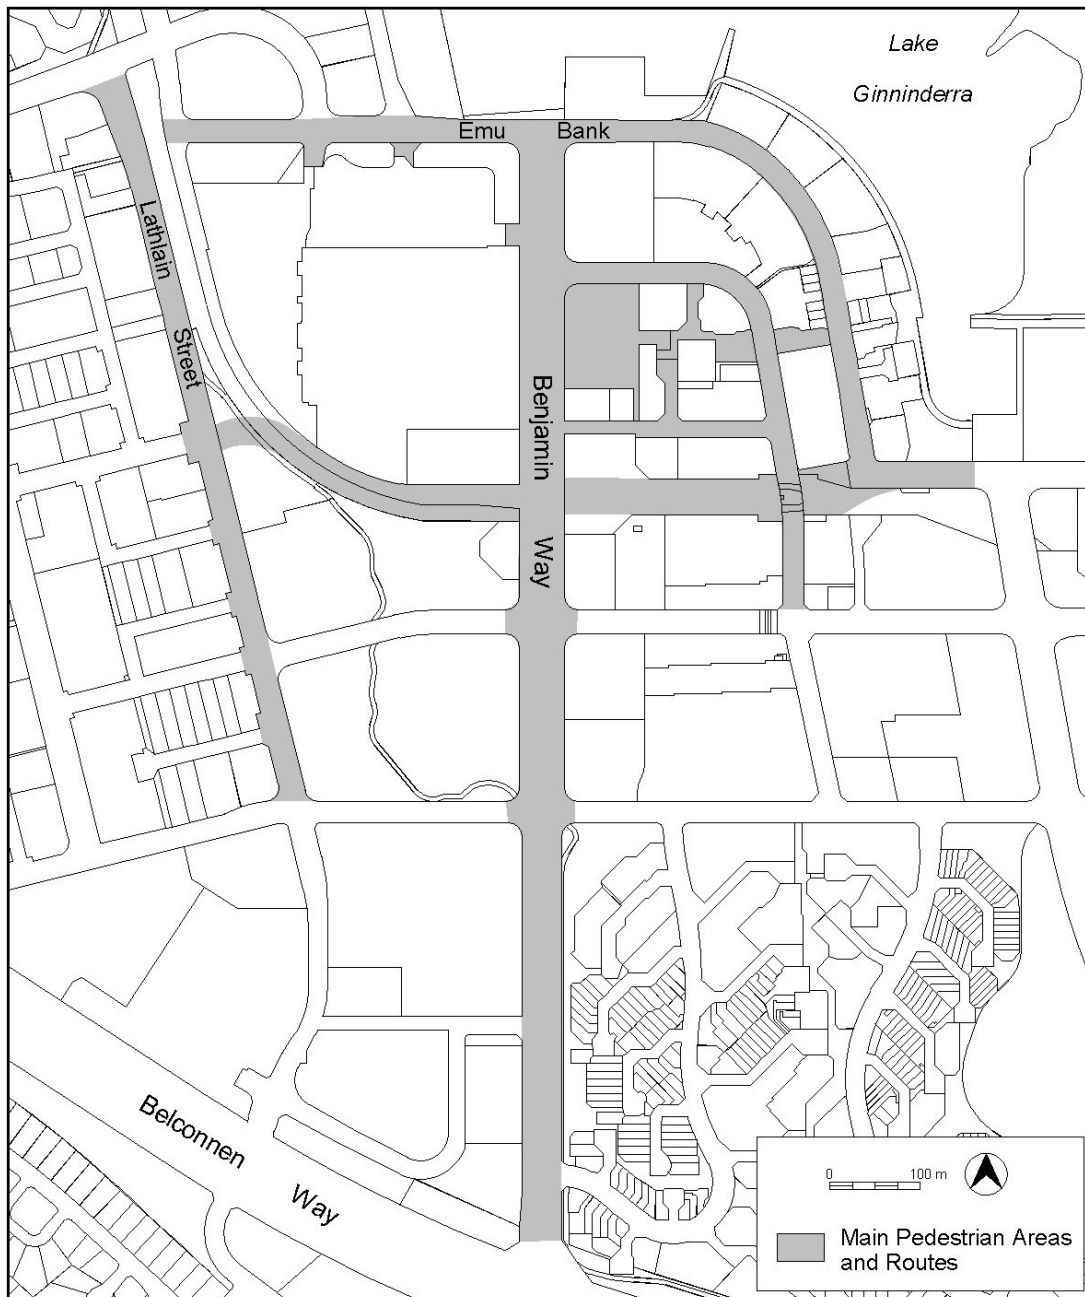 Lake
Ginninderra
Emu Bank
Lathlain
Street
Benjamin
Way
Belconnen
Way
0 100 m
Main Pedestrian Areas
and Routes